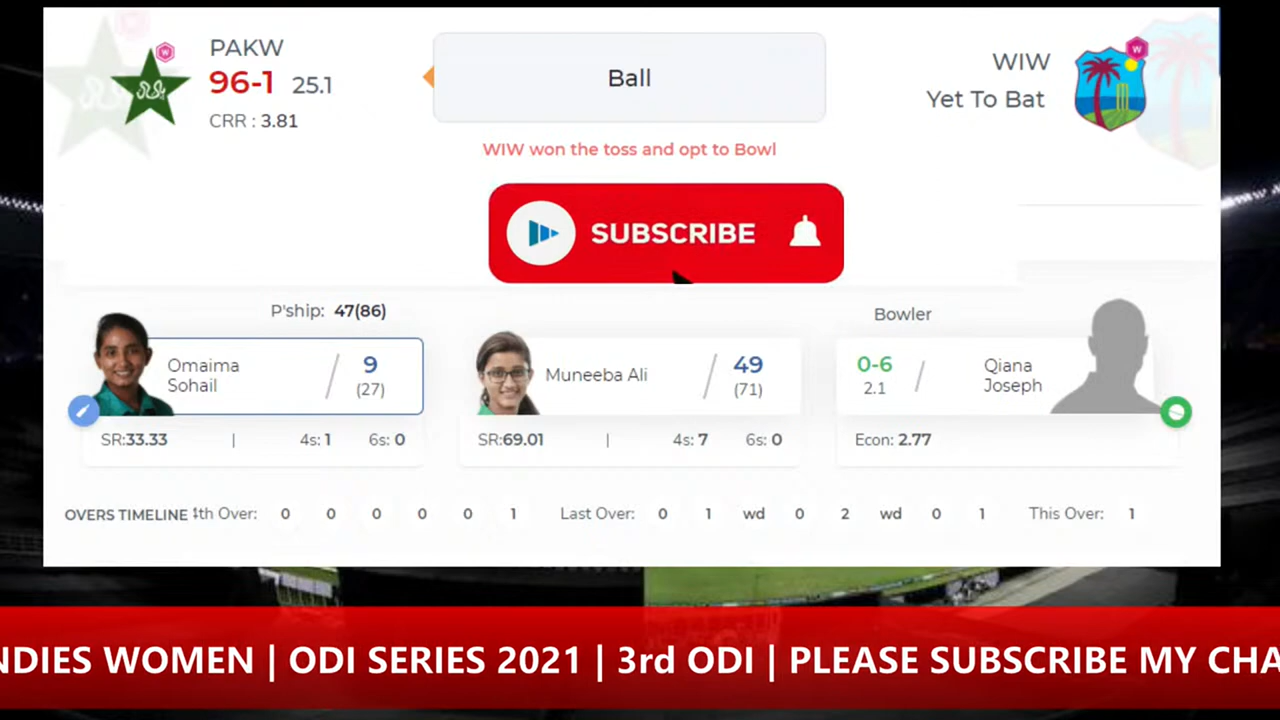 PAKW
96-1 25.1
CRR : 3.81
Ball
WIW
Yet To Bat
WIW won the toss and opt to Bowl
SUBSCRIBE
P'ship: 47(86)
Bowler
Omaima Sohail / 9 (27)
Muneeba Ali / 49 (71)
0-6 2.1 / Qiana Joseph
SR:33.33 | 4s: 1 6s: 0
SR:69.01 | 4s: 7 6s: 0
Econ: 2.77
OVERS TIMELINE th Over: 0 0 0 0 0 1 Last Over: 0 1 wd 0 2 wd 0 1 This Over: 1
NDIES WOMEN | ODI SERIES 2021 | 3rd ODI | PLEASE SUBSCRIBE MY CHA